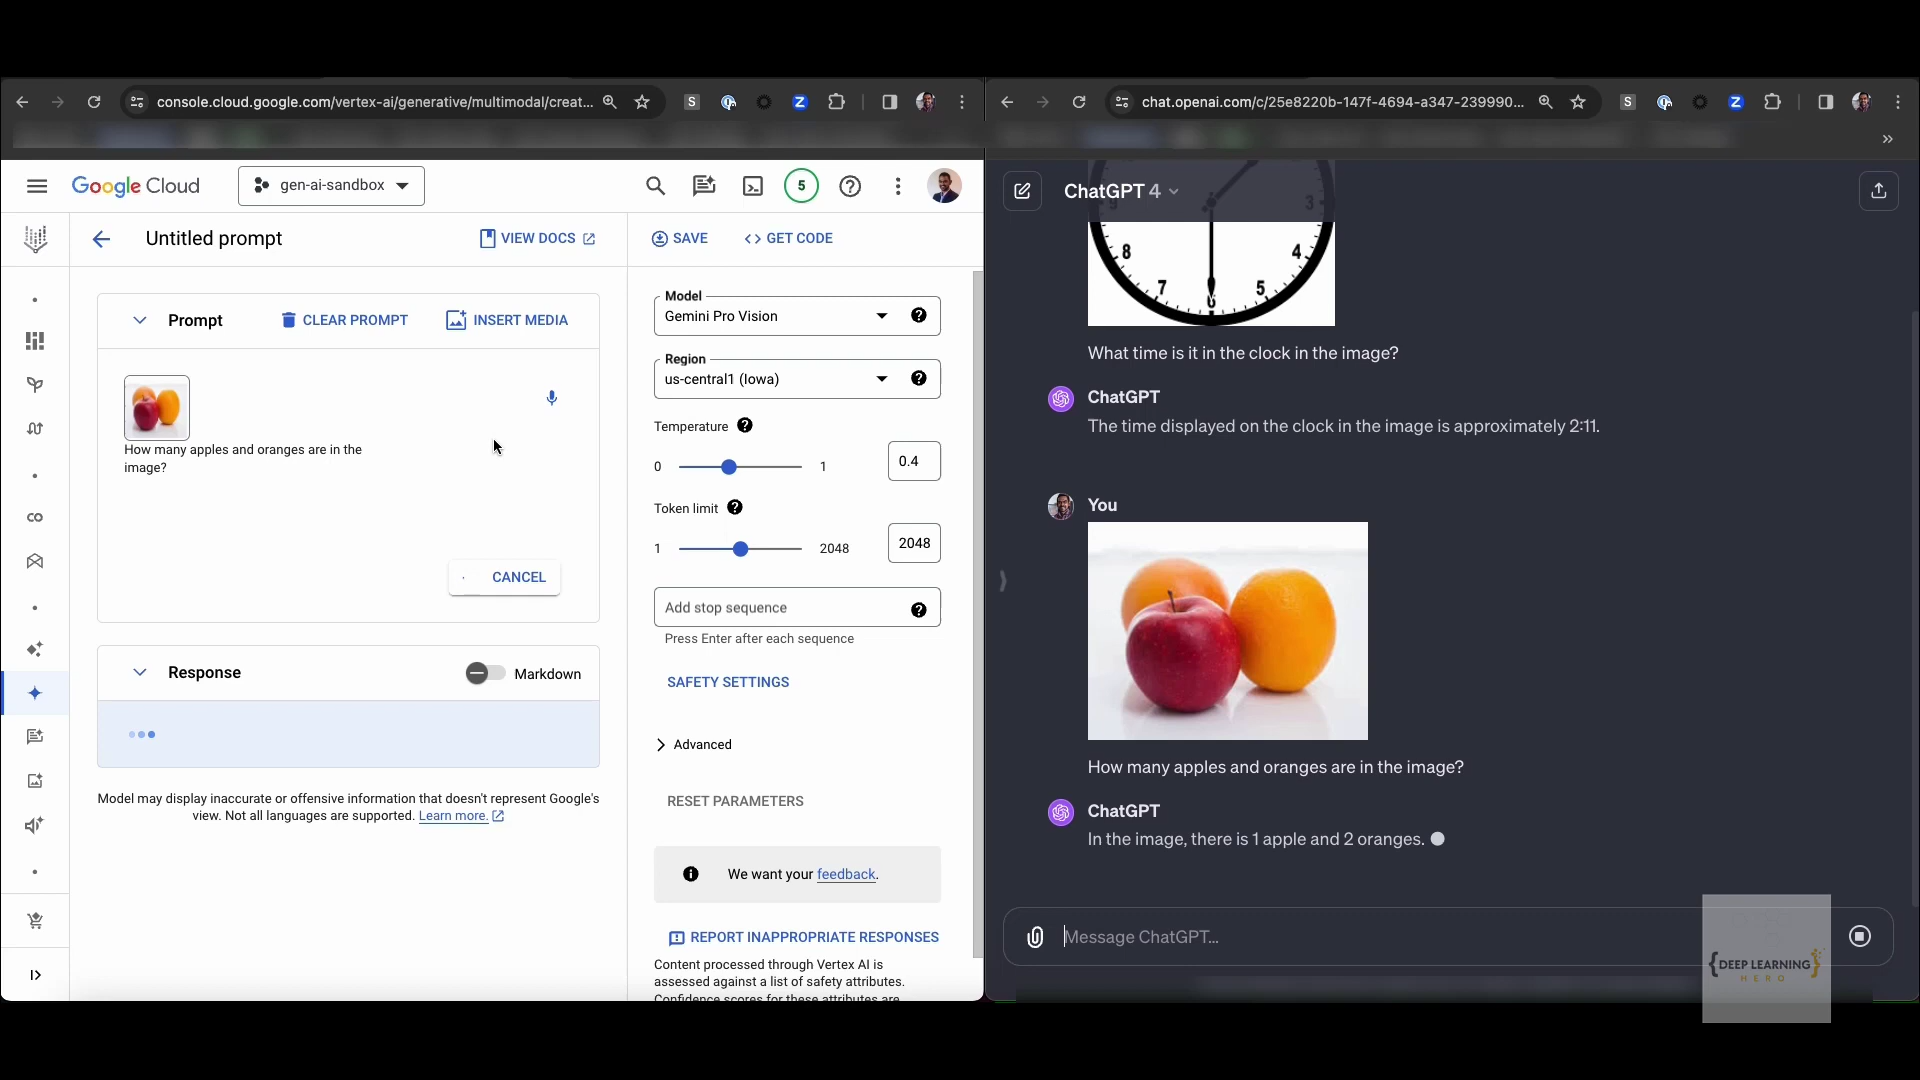 console.cloud.google.com/vertex-ai/generative/multimodal/creat...
Google Cloud
gen-ai-sandbox
5
Untitled prompt
VIEW DOCS
SAVE
<> GET CODE
Prompt
CLEAR PROMPT
INSERT MEDIA
How many apples and oranges are in the
image?
CANCEL
Response
Markdown
Model may display inaccurate or offensive information that doesn't represent Google's
view. Not all languages are supported. Learn more.
Model
Gemini Pro Vision
Region
us-central1 (Iowa)
Temperature
0 1 0.4
Token limit
1 2048 2048
Add stop sequence
Press Enter after each sequence
SAFETY SETTINGS
Advanced
RESET PARAMETERS
We want your feedback.
REPORT INAPPROPRIATE RESPONSES
Content processed through Vertex AI is
assessed against a list of safety attributes.
Confidence scores for these attributes are
chat.openai.com/c/25e8220b-147f-4694-a347-239990...
ChatGPT 4
9 3
8 4
7 6 5
What time is it in the clock in the image?
ChatGPT
The time displayed on the clock in the image is approximately 2:11.
You
How many apples and oranges are in the image?
ChatGPT
In the image, there is 1 apple and 2 oranges.
Message ChatGPT...
{DEEP LEARNING}
HERO